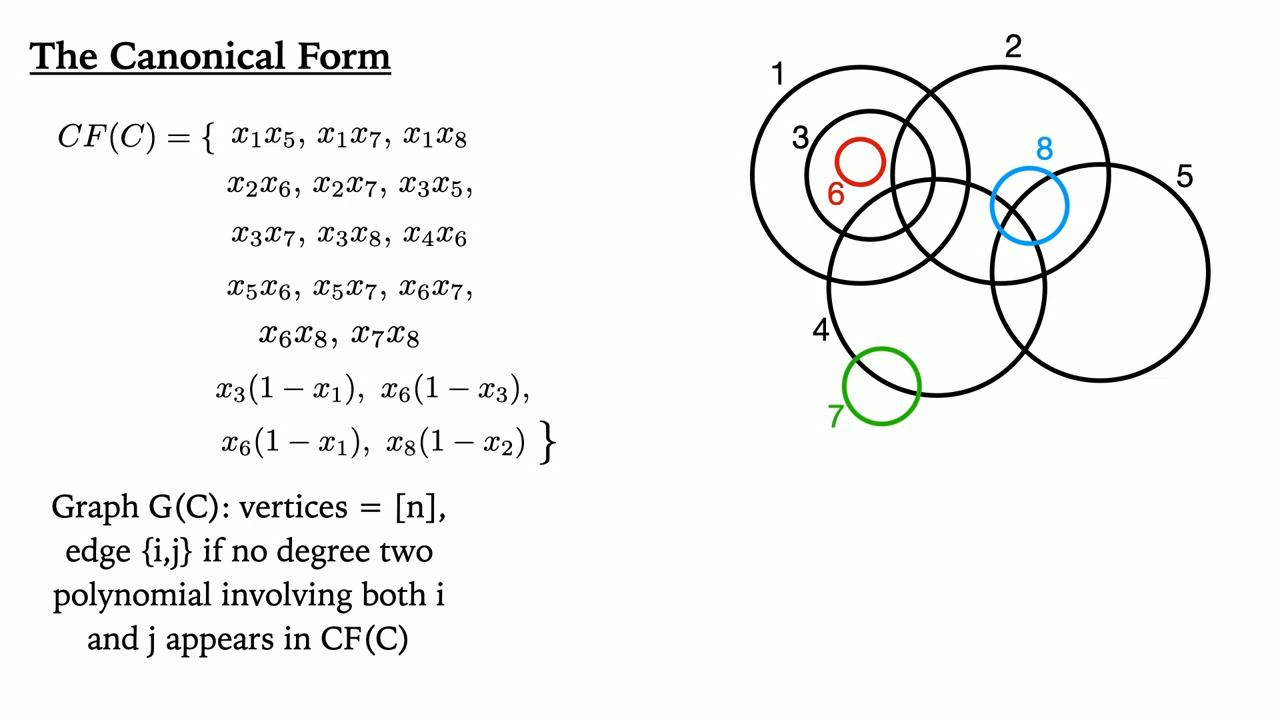 The Canonical Form
CF(C) = { x₁x₅, x₁x₇, x₁x₈
x₂x₆, x₂x₇, x₃x₅,
x₃x₇, x₃x₈, x₄x₆
x₅x₆, x₅x₇, x₆x₇,
x₆x₈, x₇x₈
x₃(1 − x₁), x₆(1 − x₃),
x₆(1 − x₁), x₈(1 − x₂) }
Graph G(C): vertices = [n],
edge {i,j} if no degree two
polynomial involving both i
and j appears in CF(C)
1
2
3
6
8
5
4
7